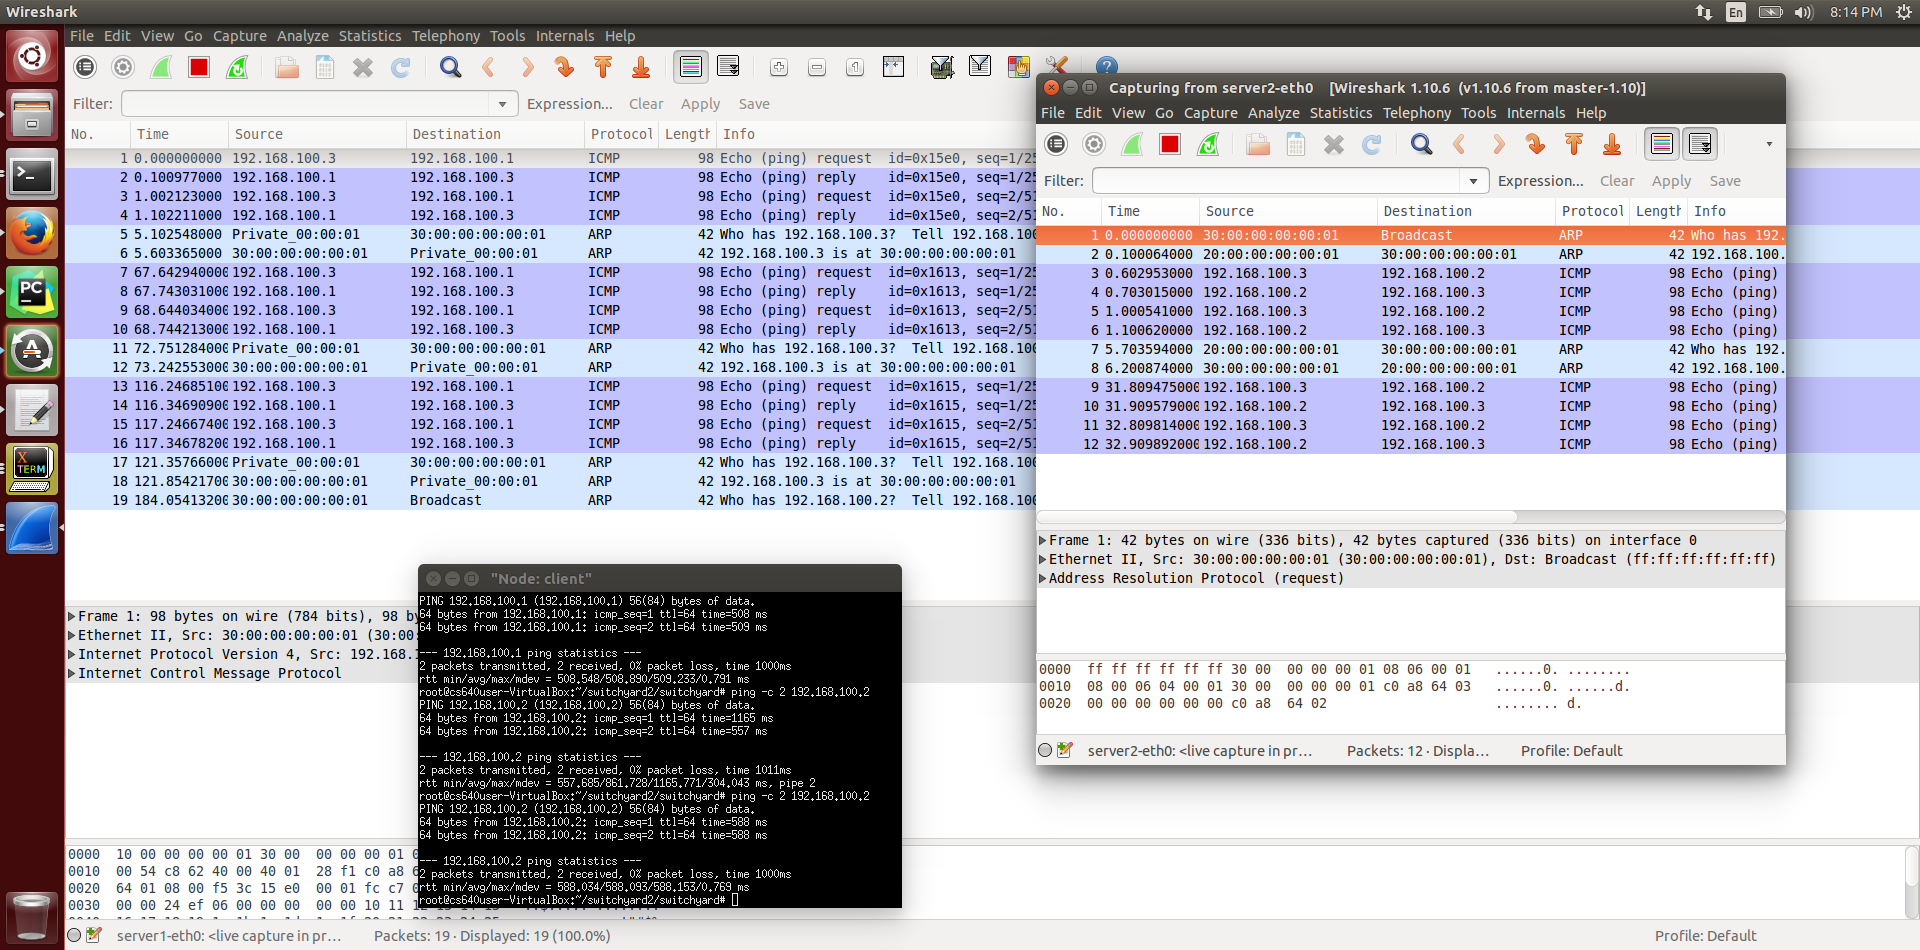 Wireshark
En
8:14 PM
File Edit View Go Capture Analyze Statistics Telephony Tools Internals Help
Filter:
Expression... Clear Apply Save
No. Time Source Destination Protocol Length Info
1 0.000000000 192.168.100.3 192.168.100.1 ICMP 98 Echo (ping) request id=0x15e0, seq=1/25
2 0.100977000 192.168.100.1 192.168.100.3 ICMP 98 Echo (ping) reply id=0x15e0, seq=1/25
3 1.002123000 192.168.100.3 192.168.100.1 ICMP 98 Echo (ping) request id=0x15e0, seq=2/51
4 1.102211000 192.168.100.1 192.168.100.3 ICMP 98 Echo (ping) reply id=0x15e0, seq=2/51
5 5.102548000 Private_00:00:01 30:00:00:00:00:01 ARP 42 Who has 192.168.100.3? Tell 192.168.100
6 5.603365000 30:00:00:00:00:01 Private_00:00:01 ARP 42 192.168.100.3 is at 30:00:00:00:00:01
7 67.642940000 192.168.100.3 192.168.100.1 ICMP 98 Echo (ping) request id=0x1613, seq=1/25
8 67.743031000 192.168.100.1 192.168.100.3 ICMP 98 Echo (ping) reply id=0x1613, seq=1/25
9 68.644034000 192.168.100.3 192.168.100.1 ICMP 98 Echo (ping) request id=0x1613, seq=2/51
10 68.744213000 192.168.100.1 192.168.100.3 ICMP 98 Echo (ping) reply id=0x1613, seq=2/51
11 72.751284000 Private_00:00:01 30:00:00:00:00:01 ARP 42 Who has 192.168.100.3? Tell 192.168.100
12 73.242553000 30:00:00:00:00:01 Private_00:00:01 ARP 42 192.168.100.3 is at 30:00:00:00:00:01
13 116.24685100 192.168.100.3 192.168.100.1 ICMP 98 Echo (ping) request id=0x1615, seq=1/25
14 116.34690900 192.168.100.1 192.168.100.3 ICMP 98 Echo (ping) reply id=0x1615, seq=1/25
15 117.24667400 192.168.100.3 192.168.100.1 ICMP 98 Echo (ping) request id=0x1615, seq=2/51
16 117.34678200 192.168.100.1 192.168.100.3 ICMP 98 Echo (ping) reply id=0x1615, seq=2/51
17 121.35766000 Private_00:00:01 30:00:00:00:00:01 ARP 42 Who has 192.168.100.3? Tell 192.168.100
18 121.85421700 30:00:00:00:00:01 Private_00:00:01 ARP 42 192.168.100.3 is at 30:00:00:00:00:01
19 184.05413200 30:00:00:00:00:01 Broadcast ARP 42 Who has 192.168.100.2? Tell 192.168.100
Frame 1: 98 bytes on wire (784 bits), 98 by
Ethernet II, Src: 30:00:00:00:00:01 (30:00:
Internet Protocol Version 4, Src: 192.168.1
Internet Control Message Protocol
0000 10 00 00 00 00 01 30 00 00 00 00 01 0
0010 00 54 c8 62 40 00 40 01 28 f1 c0 a8 6
0020 64 01 08 00 f5 3c 15 e0 00 01 fc c7 0
0030 00 00 24 ef 06 00 00 00 00 00 10 11 12 13 14 15
server1-eth0: <live capture in pr... Packets: 19 · Displayed: 19 (100.0%) Profile: Default
"Node: client"
PING 192.168.100.1 (192.168.100.1) 56(84) bytes of data.
64 bytes from 192.168.100.1: icmp_seq=1 ttl=64 time=508 ms
64 bytes from 192.168.100.1: icmp_seq=2 ttl=64 time=509 ms
--- 192.168.100.1 ping statistics ---
2 packets transmitted, 2 received, 0% packet loss, time 1000ms
rtt min/avg/max/mdev = 508.548/508.890/509.233/0.791 ms
root@cs640user-VirtualBox:~/switchyard2/switchyard# ping -c 2 192.168.100.2
PING 192.168.100.2 (192.168.100.2) 56(84) bytes of data.
64 bytes from 192.168.100.2: icmp_seq=1 ttl=64 time=1165 ms
64 bytes from 192.168.100.2: icmp_seq=2 ttl=64 time=557 ms
--- 192.168.100.2 ping statistics ---
2 packets transmitted, 2 received, 0% packet loss, time 1011ms
rtt min/avg/max/mdev = 557.685/861.728/1165.771/304.043 ms, pipe 2
root@cs640user-VirtualBox:~/switchyard2/switchyard# ping -c 2 192.168.100.2
PING 192.168.100.2 (192.168.100.2) 56(84) bytes of data.
64 bytes from 192.168.100.2: icmp_seq=1 ttl=64 time=588 ms
64 bytes from 192.168.100.2: icmp_seq=2 ttl=64 time=588 ms
--- 192.168.100.2 ping statistics ---
2 packets transmitted, 2 received, 0% packet loss, time 1000ms
rtt min/avg/max/mdev = 588.034/588.093/588.153/0.769 ms
root@cs640user-VirtualBox:~/switchyard2/switchyard#
Capturing from server2-eth0 [Wireshark 1.10.6 (v1.10.6 from master-1.10)]
File Edit View Go Capture Analyze Statistics Telephony Tools Internals Help
Filter:
Expression... Clear Apply Save
No. Time Source Destination Protocol Length Info
1 0.000000000 30:00:00:00:00:01 Broadcast ARP 42 Who has 192.
2 0.100064000 20:00:00:00:00:01 30:00:00:00:00:01 ARP 42 192.168.100.
3 0.602953000 192.168.100.3 192.168.100.2 ICMP 98 Echo (ping)
4 0.703015000 192.168.100.2 192.168.100.3 ICMP 98 Echo (ping)
5 1.000541000 192.168.100.3 192.168.100.2 ICMP 98 Echo (ping)
6 1.100620000 192.168.100.2 192.168.100.3 ICMP 98 Echo (ping)
7 5.703594000 20:00:00:00:00:01 30:00:00:00:00:01 ARP 42 Who has 192.
8 6.200874000 30:00:00:00:00:01 20:00:00:00:00:01 ARP 42 192.168.100.
9 31.809475000 192.168.100.3 192.168.100.2 ICMP 98 Echo (ping)
10 31.909579000 192.168.100.2 192.168.100.3 ICMP 98 Echo (ping)
11 32.809814000 192.168.100.3 192.168.100.2 ICMP 98 Echo (ping)
12 32.909892000 192.168.100.2 192.168.100.3 ICMP 98 Echo (ping)
Frame 1: 42 bytes on wire (336 bits), 42 bytes captured (336 bits) on interface 0
Ethernet II, Src: 30:00:00:00:00:01 (30:00:00:00:00:01), Dst: Broadcast (ff:ff:ff:ff:ff:ff)
Address Resolution Protocol (request)
0000 ff ff ff ff ff ff 30 00 00 00 00 01 08 06 00 01 ......0. ........
0010 08 00 06 04 00 01 30 00 00 00 00 01 c0 a8 64 03 ......0. ......d.
0020 00 00 00 00 00 00 c0 a8 64 02 ........ d.
server2-eth0: <live capture in pr... Packets: 12 · Displa... Profile: Default
PC
X
TERM